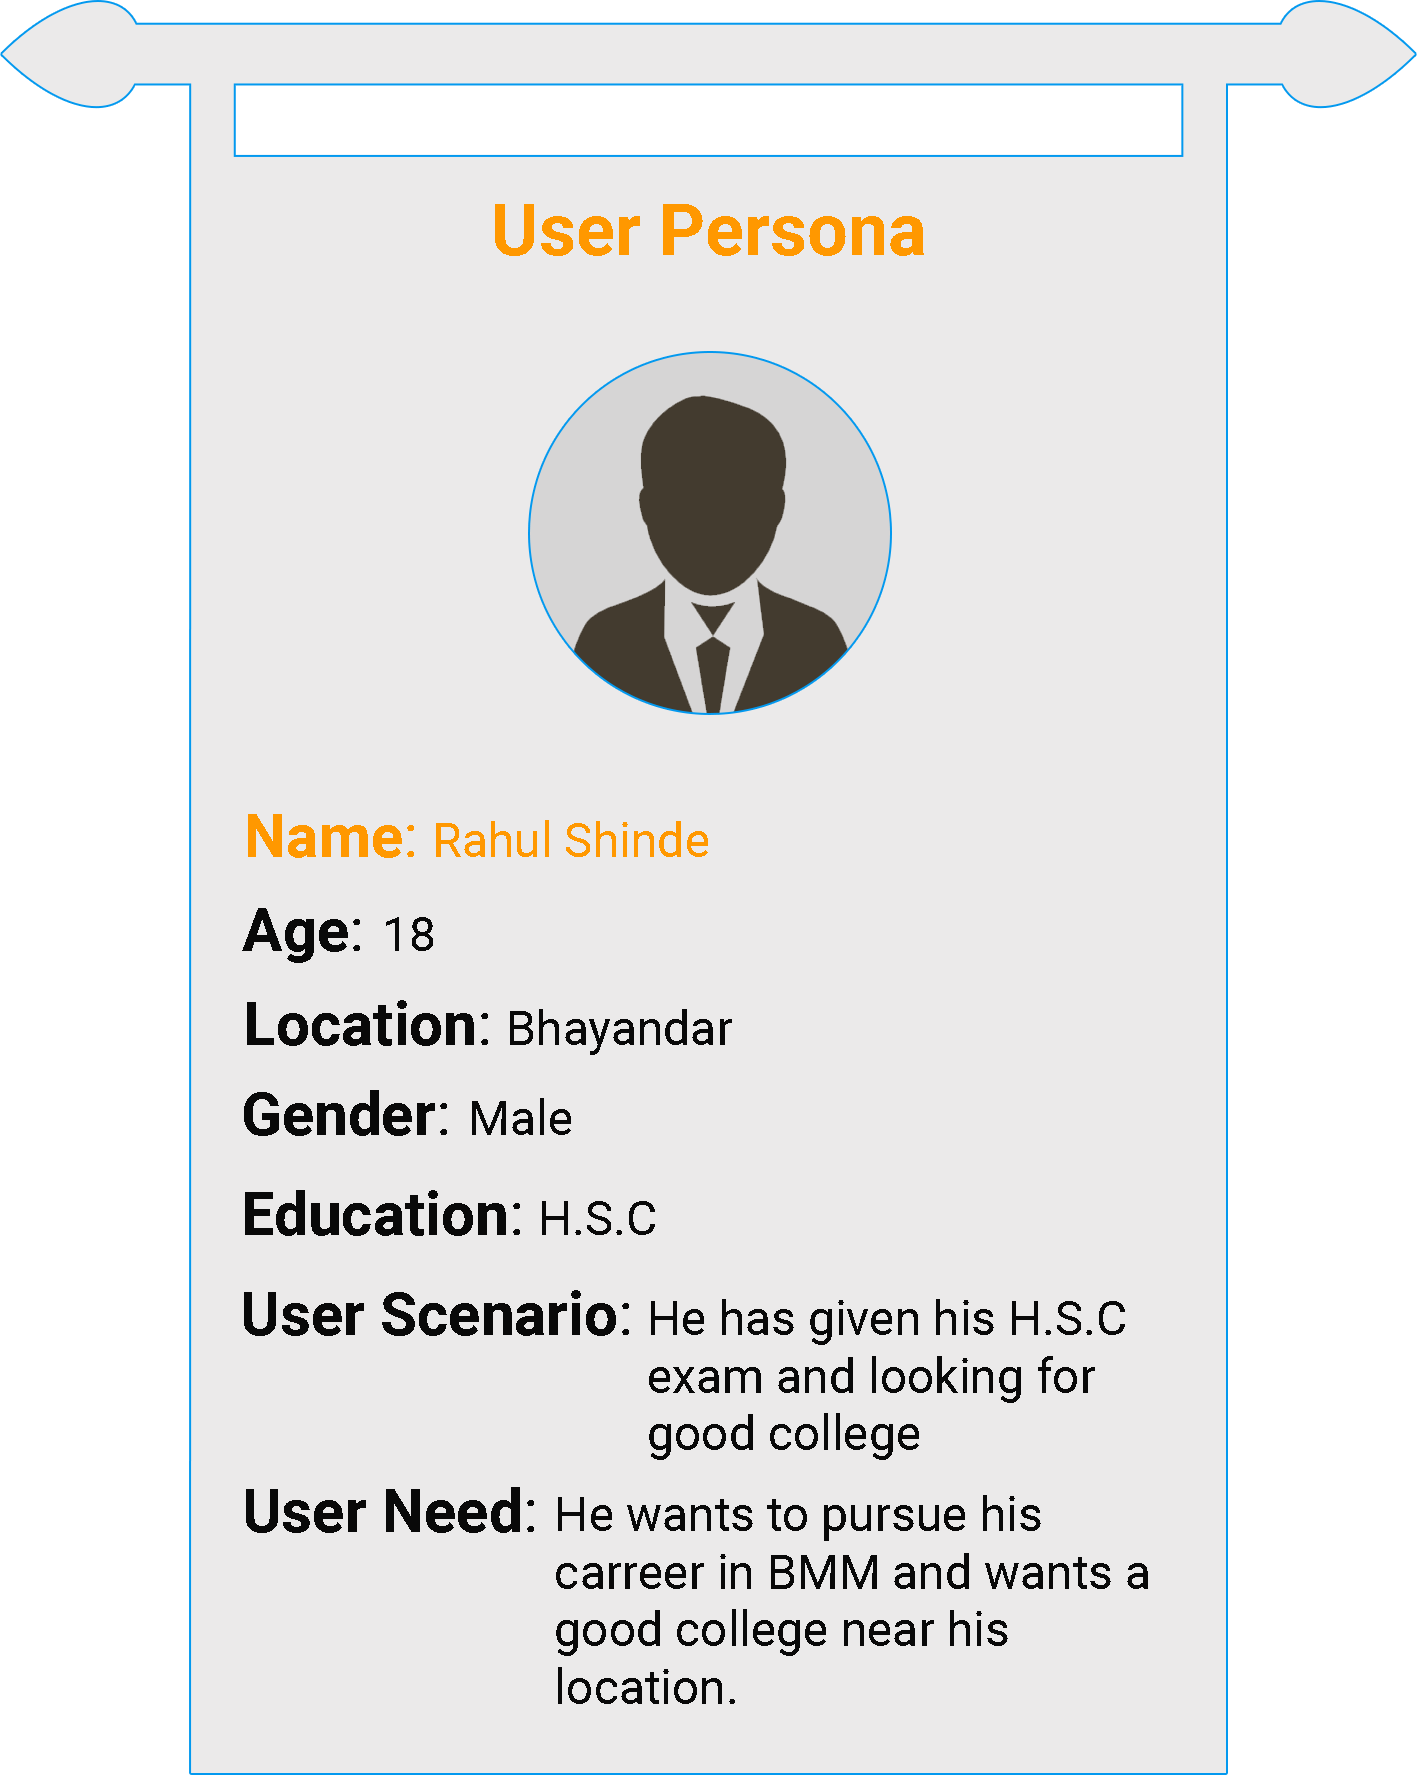 User Persona
Name: Rahul Shinde
Age: 18
Location: Bhayandar
Gender: Male
Education: H.S.C
User Scenario: He has given his H.S.C
exam and looking for
good college
User Need: He wants to pursue his
carreer in BMM and wants a
good college near his
location.